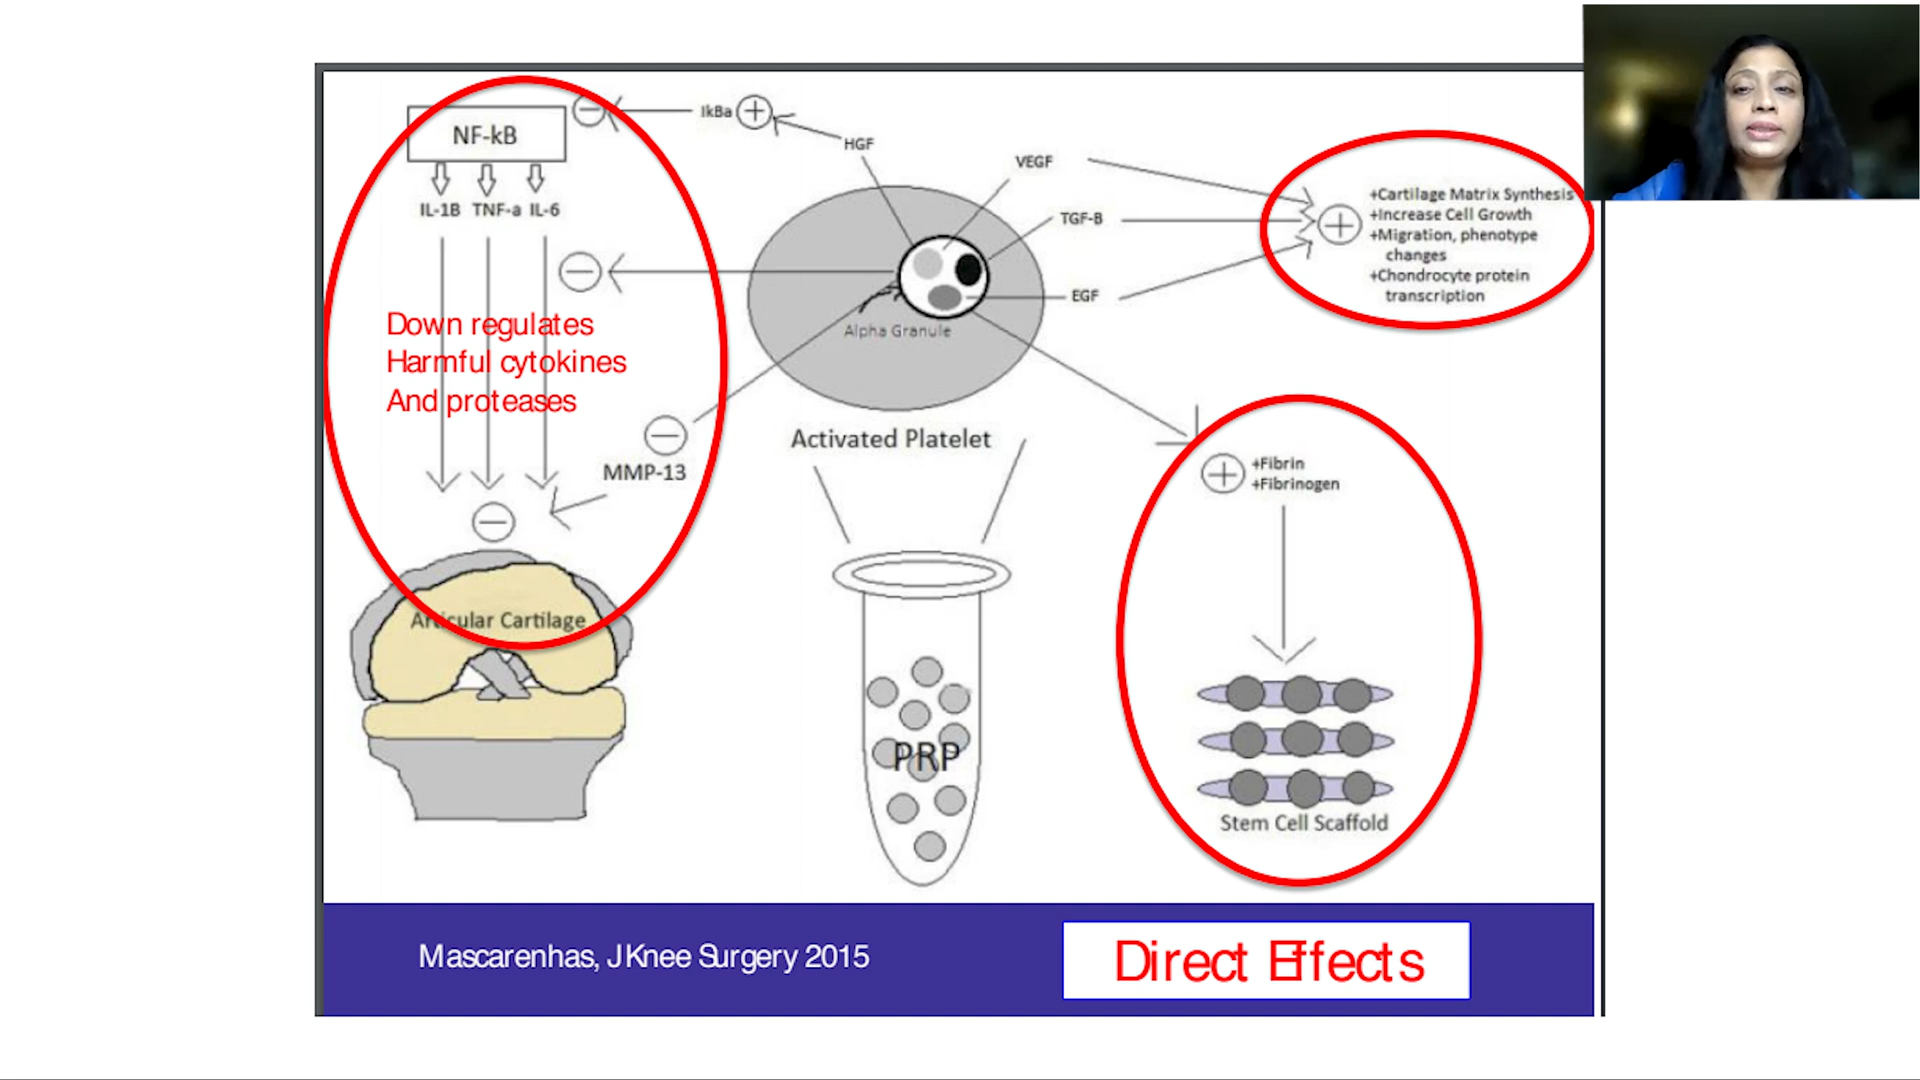 NF-kB
IL-1B TNF-a IL-6
IkBa
HGF
VEGF
TGF-B
EGF
+Cartilage Matrix Synthesis
+Increase Cell Growth
+Migration, phenotype
changes
+Chondrocyte protein
transcription
Down regulates
Harmful cytokines
And proteases
Alpha Granule
Activated Platelet
MMP-13
+Fibrin
+Fibrinogen
Articular Cartilage
PRP
Stem Cell Scaffold
Mascarenhas, J Knee Surgery 2015
Direct Effects